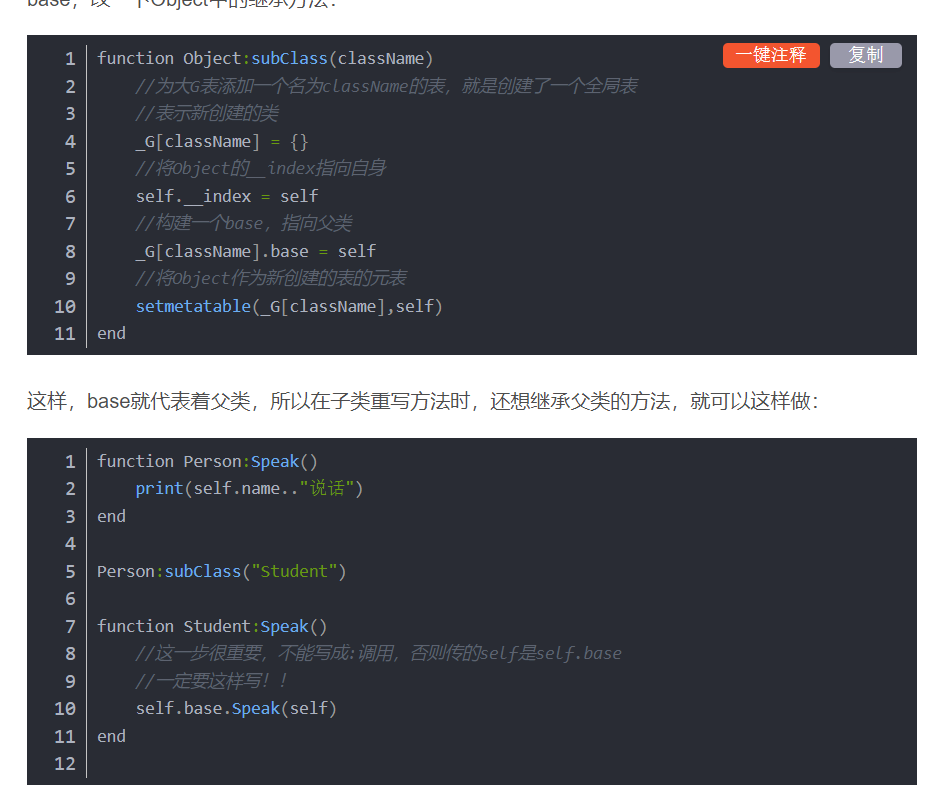 base，改一下Object中的继承方法：
一键注释 复制
1 function Object:subClass(className)
2 //为大G表添加一个名为className的表，就是创建了一个全局表
3 //表示新创建的类
4 _G[className] = {}
5 //将Object的__index指向自身
6 self.__index = self
7 //构建一个base，指向父类
8 _G[className].base = self
9 //将Object作为新创建的表的元表
10 setmetatable(_G[className],self)
11 end
这样，base就代表着父类，所以在子类重写方法时，还想继承父类的方法，就可以这样做：
1 function Person:Speak()
2 print(self.name.."说话")
3 end
4
5 Person:subClass("Student")
6
7 function Student:Speak()
8 //这一步很重要，不能写成:调用，否则传的self是self.base
9 //一定要这样写！！
10 self.base.Speak(self)
11 end
12